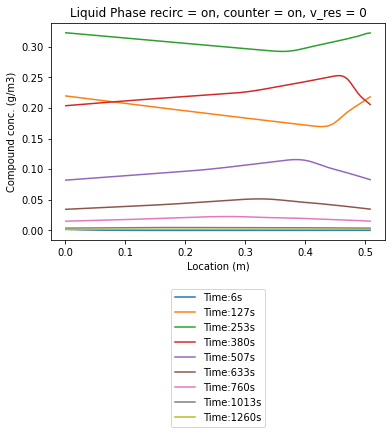 Liquid Phase recirc = on, counter = on, v_res = 0
Compound conc. (g/m3)
0.30
0.25
0.20
0.15
0.10
0.05
0.00
0.0 0.1 0.2 0.3 0.4 0.5
Location (m)
Time:6s
Time:127s
Time:253s
Time:380s
Time:507s
Time:633s
Time:760s
Time:1013s
Time:1260s